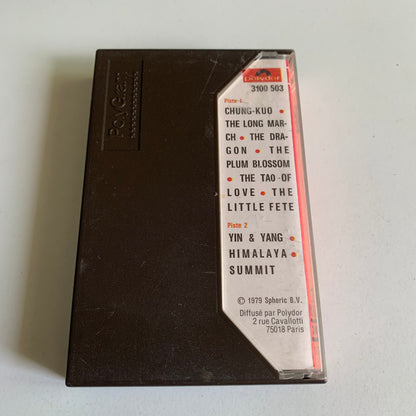 PolyGram
polydor
3100 503
Piste 1
CHUNG-KUO •
THE LONG MAR-
CH • THE DRA-
GON • THE
PLUM BLOSSOM
• THE TAO OF
LOVE • THE
LITTLE FETE
Piste 2
YIN & YANG •
HIMALAYA •
SUMMIT
© 1979 Spheric B.V.
Diffusé par Polydor
2 rue Cavallotti
75018 Paris